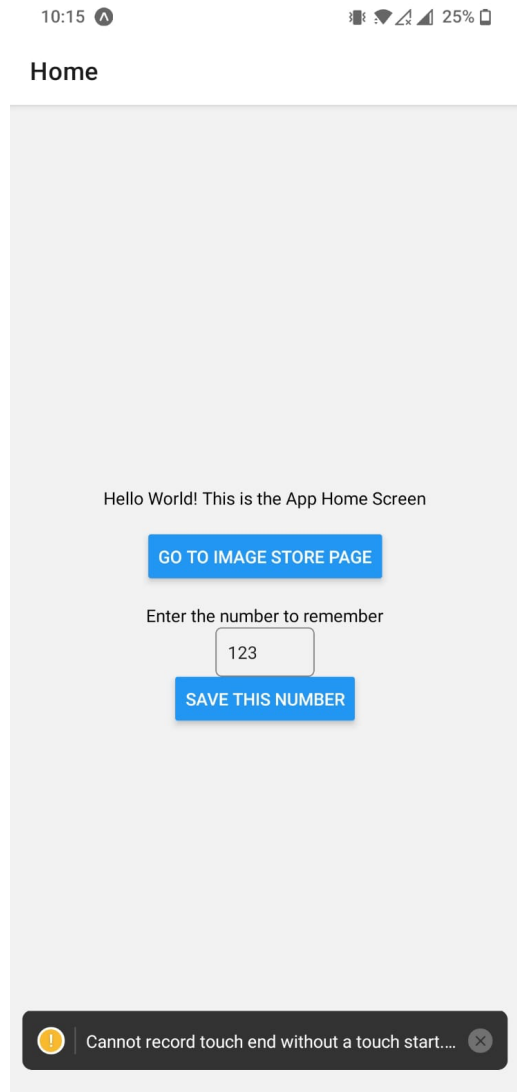 10:15
25%
Home
Hello World! This is the App Home Screen
GO TO IMAGE STORE PAGE
Enter the number to remember
123
SAVE THIS NUMBER
Cannot record touch end without a touch start....